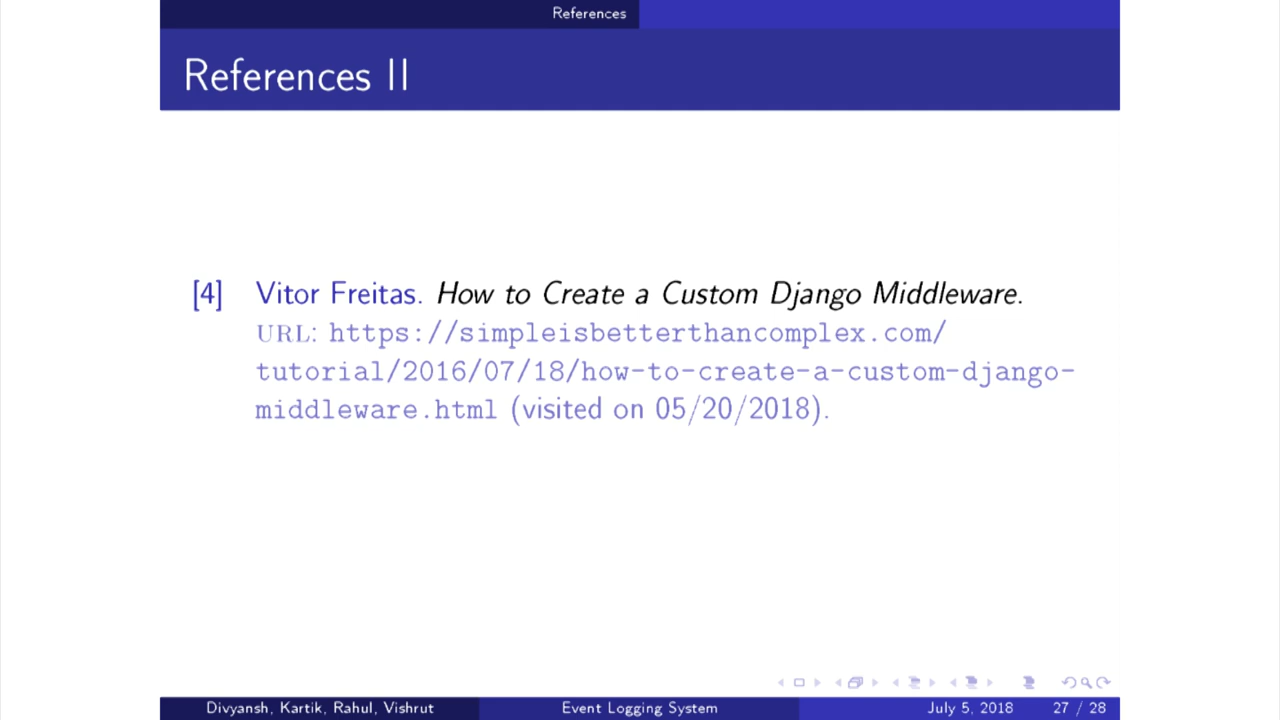 References
References II
[4] Vitor Freitas. How to Create a Custom Django Middleware.
URL: https://simpleisbetterthancomplex.com/
tutorial/2016/07/18/how-to-create-a-custom-django-
middleware.html (visited on 05/20/2018).
Divyansh, Kartik, Rahul, Vishrut Event Logging System July 5, 2018 27 / 28